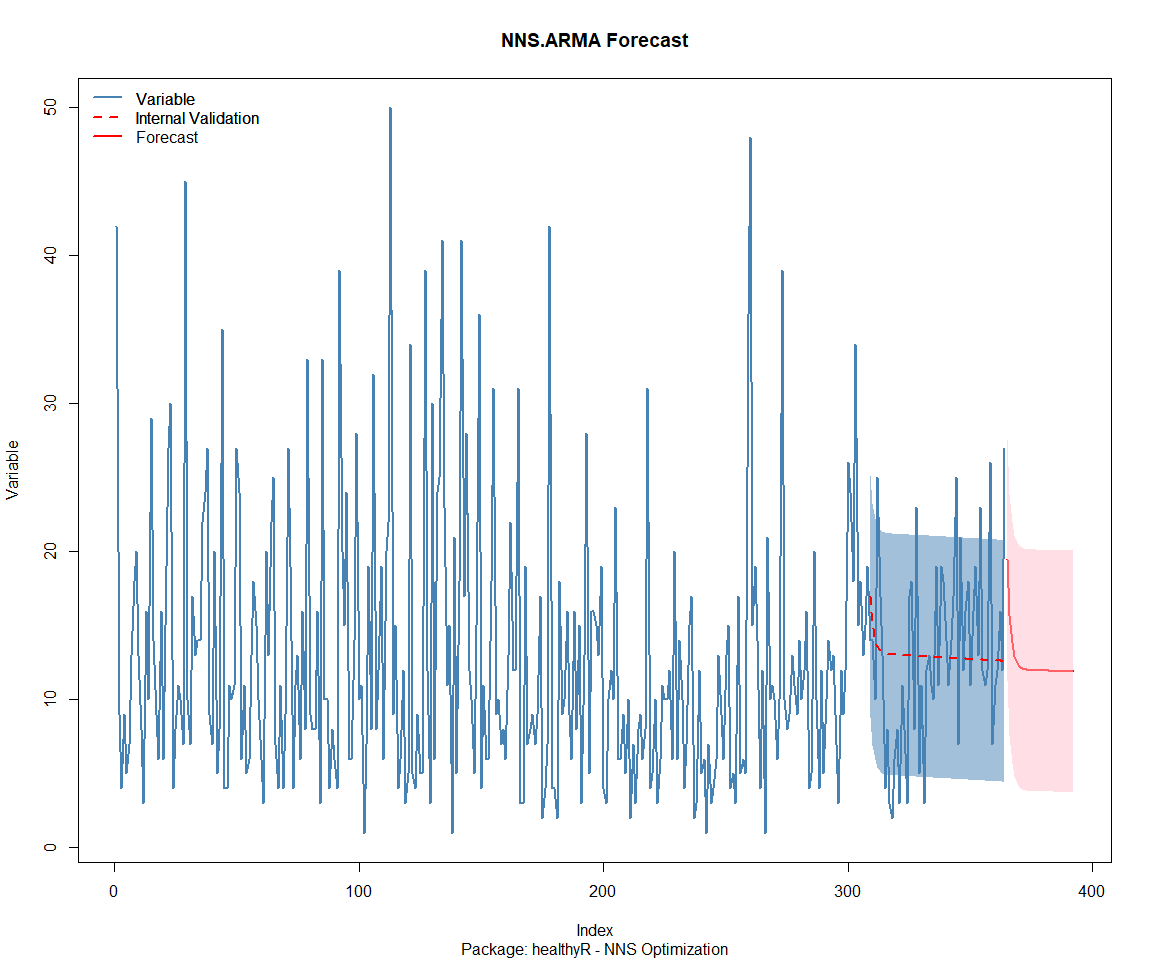 NNS.ARMA Forecast
Variable
Internal Validation
Forecast
50
40
30
20
10
0
Variable
0 100 200 300 400
Index
Package: healthyR - NNS Optimization